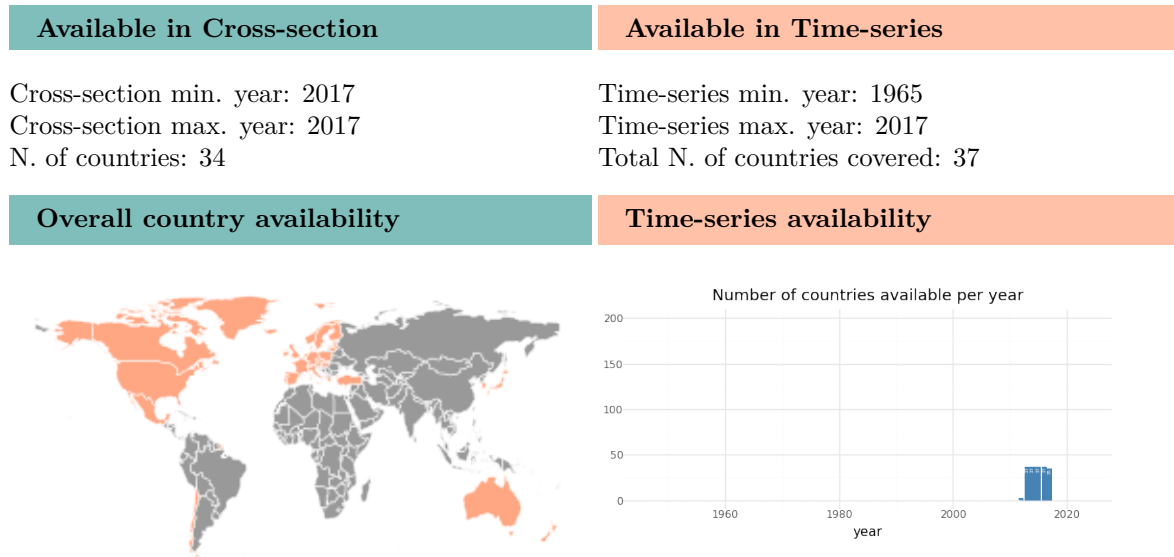 Available in Cross-section
Available in Time-series
Cross-section min. year: 2017
Cross-section max. year: 2017
N. of countries: 34
Time-series min. year: 1965
Time-series max. year: 2017
Total N. of countries covered: 37
Overall country availability
Time-series availability
Number of countries available per year
200
150
100
50
0
1960
1980
2000
2020
year